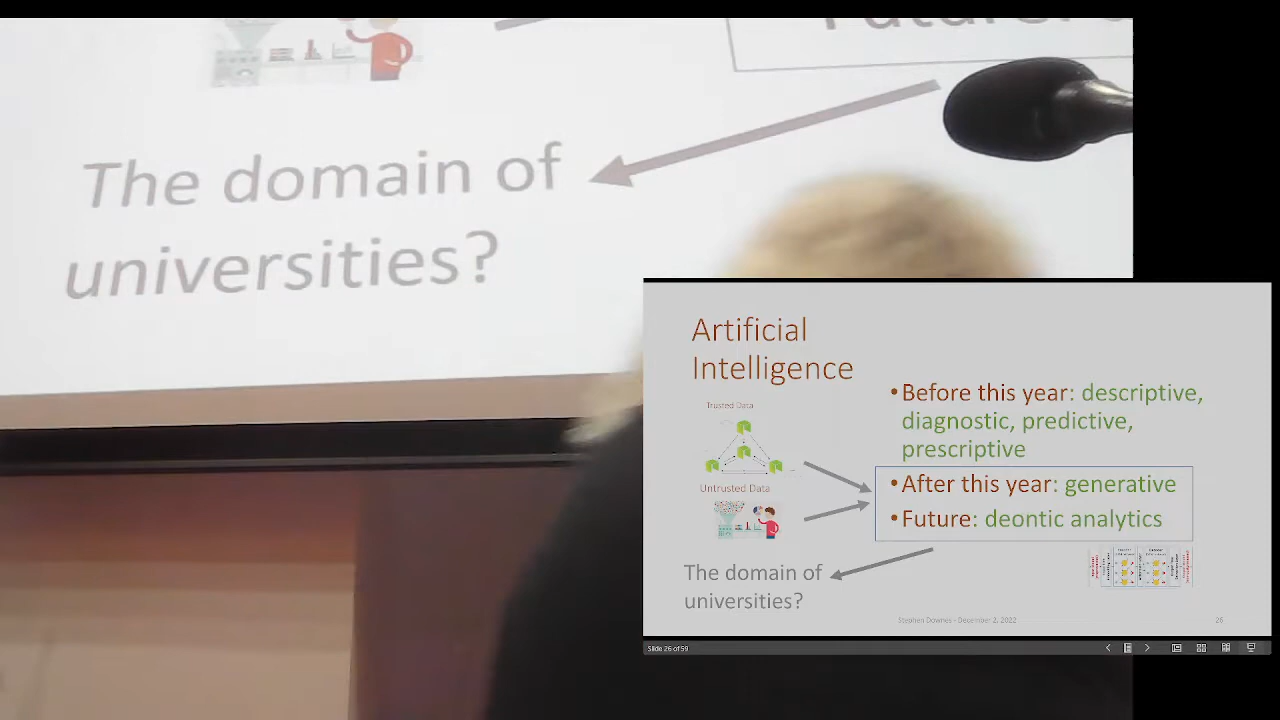 The domain of
universities?
Artificial
Intelligence
Trusted Data
Untrusted Data
•Before this year: descriptive,
diagnostic, predictive,
prescriptive
•After this year: generative
•Future: deontic analytics
The domain of
universities?
Stephen Downes - December 2, 2022
26
Slide 26 of 59